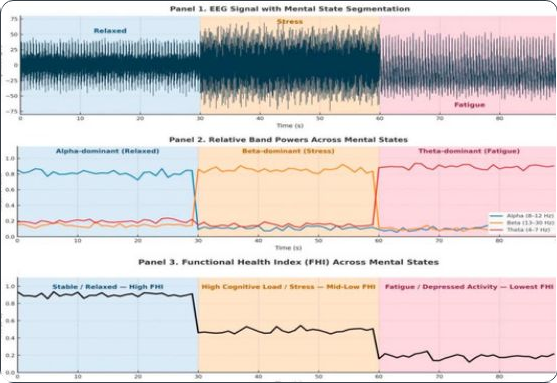 Panel 1. EEG Signal with Mental State Segmentation
75
50
25
0
−25
−50
−75
Relaxed
Stress
Fatigue
0 10 20 30 40 50 60 70 80
Time (s)
Panel 2. Relative Band Powers Across Mental States
1.0
0.8
0.6
0.4
0.2
0.0
Alpha-dominant (Relaxed)
Beta-dominant (Stress)
Theta-dominant (Fatigue)
Alpha (8–12 Hz)
Beta (13–30 Hz)
Theta (4–7 Hz)
0 10 20 30 40 50 60 70 80
Time (s)
Panel 3. Functional Health Index (FHI) Across Mental States
1.0
0.8
0.6
0.4
0.2
0.0
Stable / Relaxed — High FHI
High Cognitive Load / Stress — Mid-Low FHI
Fatigue / Depressed Activity — Lowest FHI
0 10 20 30 40 50 60 70 80